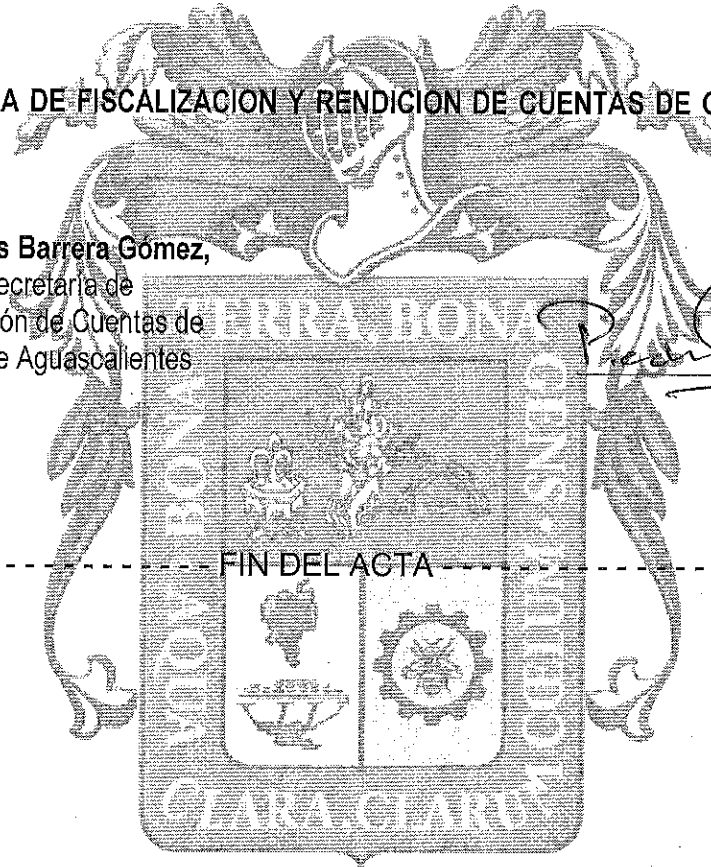 A DE FISCALIZACION Y RENDICION DE CUENTAS DE
s Barrera Gómez,
ecretaria de
ón de Cuentas de
e Aguascalientes
TERRA BONA
BONA
FIN DEL ACTA
CLARA CLARUS